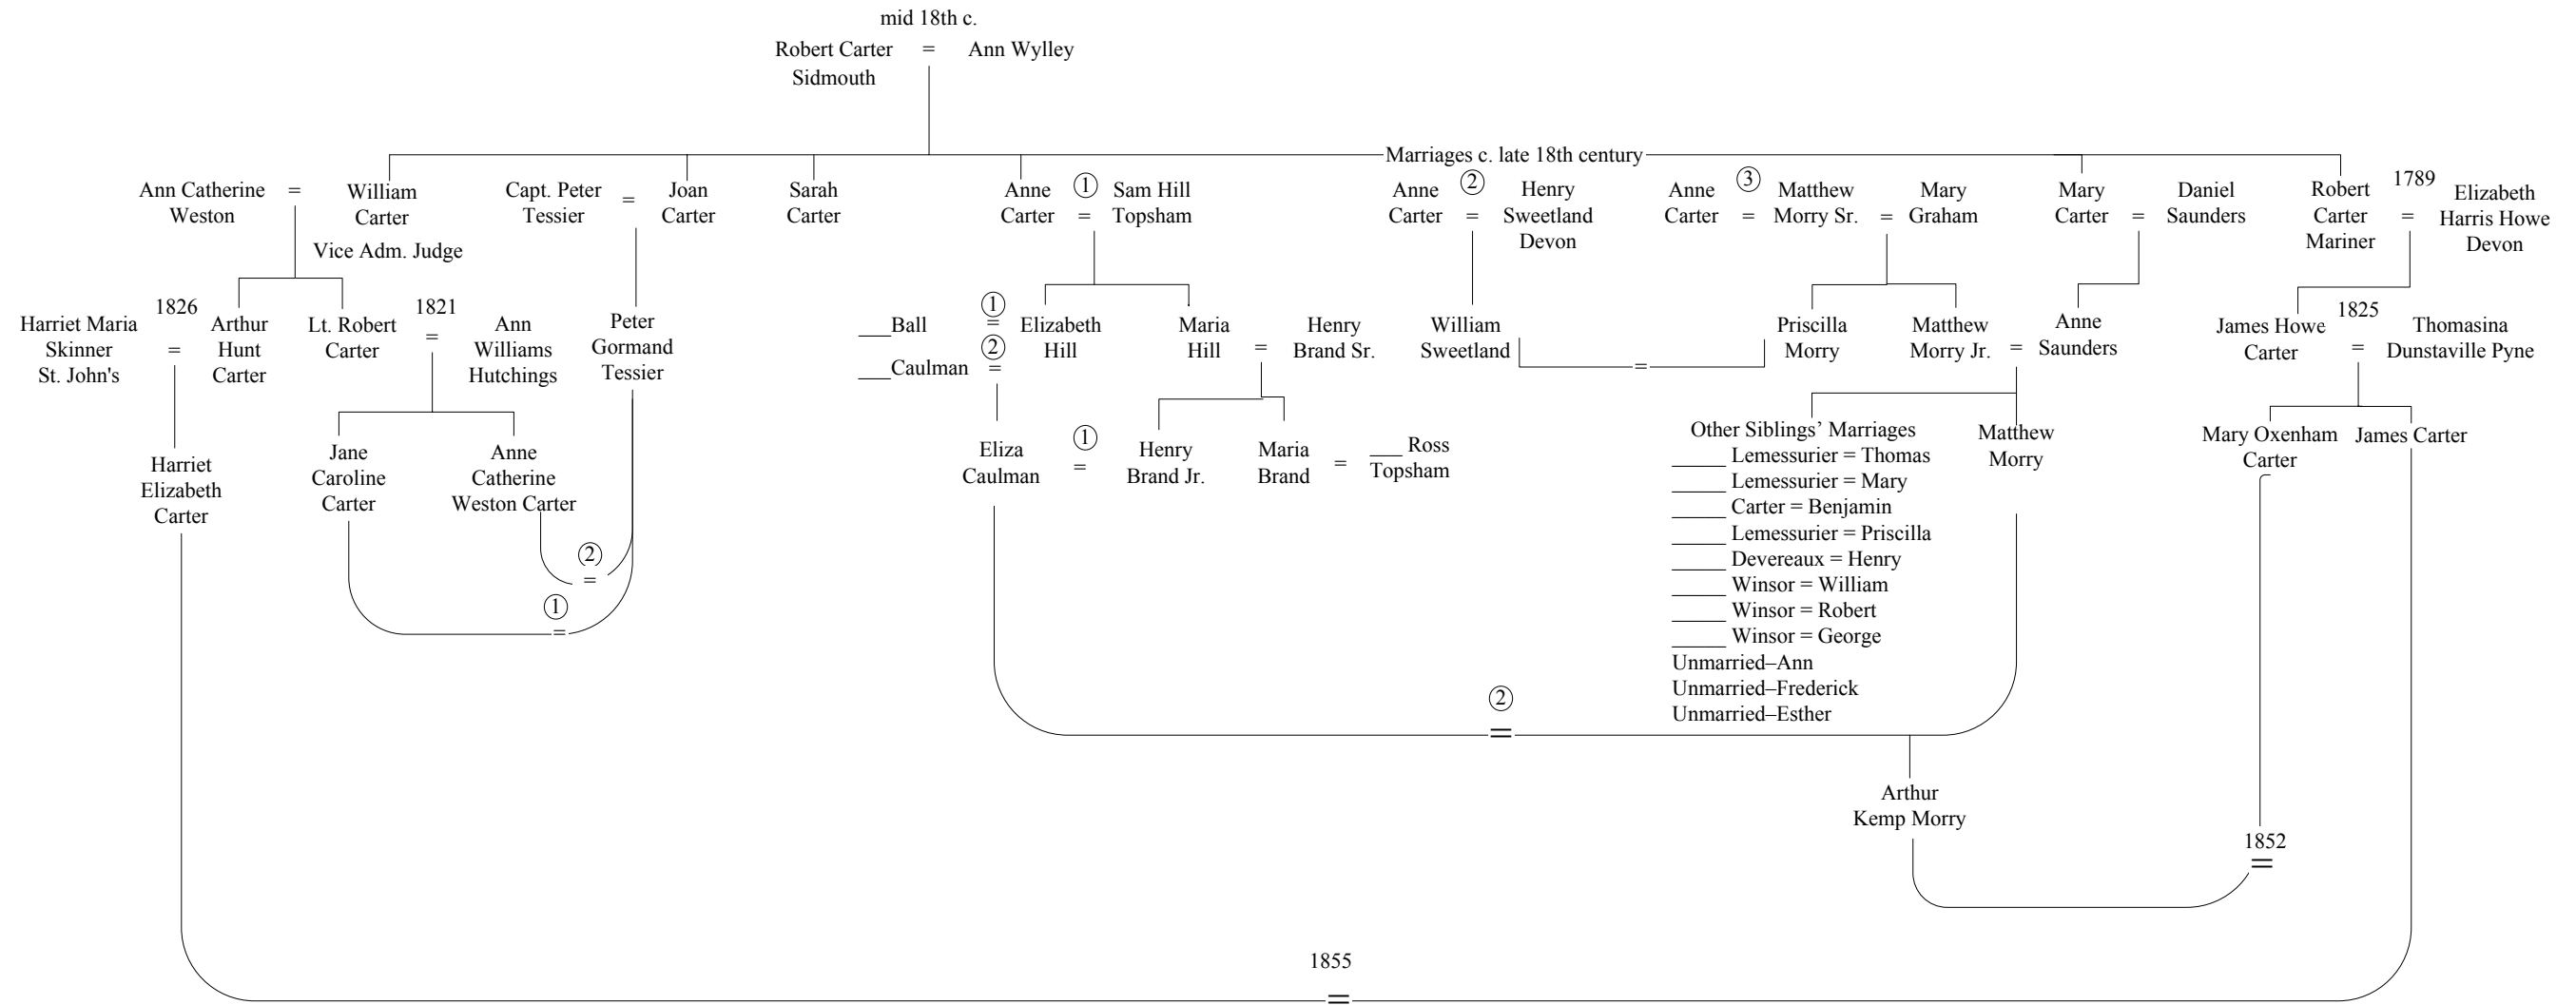 mid 18th c.
Robert Carter = Ann Wylley
Sidmouth
Marriages c. late 18th century
Ann Catherine
Weston
=
William
Carter
Vice Adm. Judge
Capt. Peter
Tessier
=
Joan
Carter
Sarah
Carter
Anne
Carter
①
=
Sam Hill
Topsham
Anne
Carter
②
=
Henry
Sweetland
Devon
Anne
Carter
③
=
Matthew
Morry Sr.
=
Mary
Graham
Mary
Carter
=
Daniel
Saunders
Robert
Carter
Mariner
1789
=
Elizabeth
Harris Howe
Devon
Harriet Maria
Skinner
St. John's
1826
=
Arthur
Hunt
Carter
Lt. Robert
Carter
1821
=
Ann
Williams
Hutchings
Peter
Gormand
Tessier
___Ball
①
=
___Caulman
②
=
Elizabeth
Hill
Maria
Hill
=
Henry
Brand Sr.
William
Sweetland
=
Priscilla
Morry
Matthew
Morry Jr.
=
Anne
Saunders
James Howe
Carter
1825
=
Thomasina
Dunstaville Pyne
Harriet
Elizabeth
Carter
Jane
Caroline
Carter
Anne
Catherine
Weston Carter
②
=
①
=
Eliza
Caulman
①
=
Henry
Brand Jr.
Maria
Brand
=
___ Ross
Topsham
Other Siblings’ Marriages
_____ Lemessurier = Thomas
_____ Lemessurier = Mary
_____ Carter = Benjamin
_____ Lemessurier = Priscilla
_____ Devereaux = Henry
_____ Winsor = William
_____ Winsor = Robert
_____ Winsor = George
Unmarried–Ann
Unmarried–Frederick
Unmarried–Esther
Matthew
Morry
Mary Oxenham
Carter
James Carter
②
=
Arthur
Kemp Morry
1852
=
1855
=